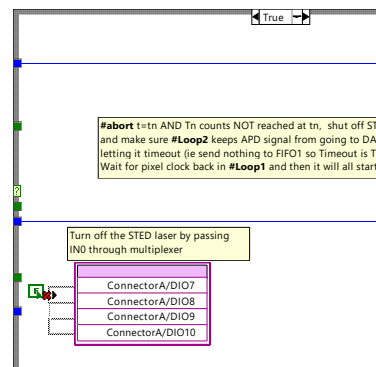 True
#abort t=tn AND Tn counts NOT reached at tn, shut off ST
and make sure #Loop2 keeps APD signal from going to DA
letting it timeout (ie send nothing to FIFO1 so Timeout is T
Wait for pixel clock back in #Loop1 and then it will all start
?
Turn off the STED laser by passing
IN0 through multiplexer
ConnectorA/DIO7
F
ConnectorA/DIO8
ConnectorA/DIO9
ConnectorA/DIO10